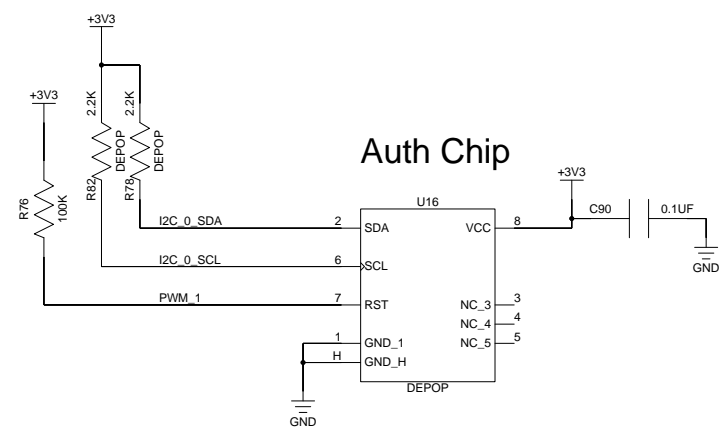 +3V3
+3V3
2.2K
2.2K
DEPOP
DEPOP
R82
R78
R76
100K
Auth Chip
+3V3
U16
C90
0.1UF
I2C_0_SDA
2
SDA
VCC
8
GND
I2C_0_SCL
6
SCL
PWM_1
7
RST
NC_3
3
NC_4
4
1
GND_1
NC_5
5
H
GND_H
DEPOP
GND